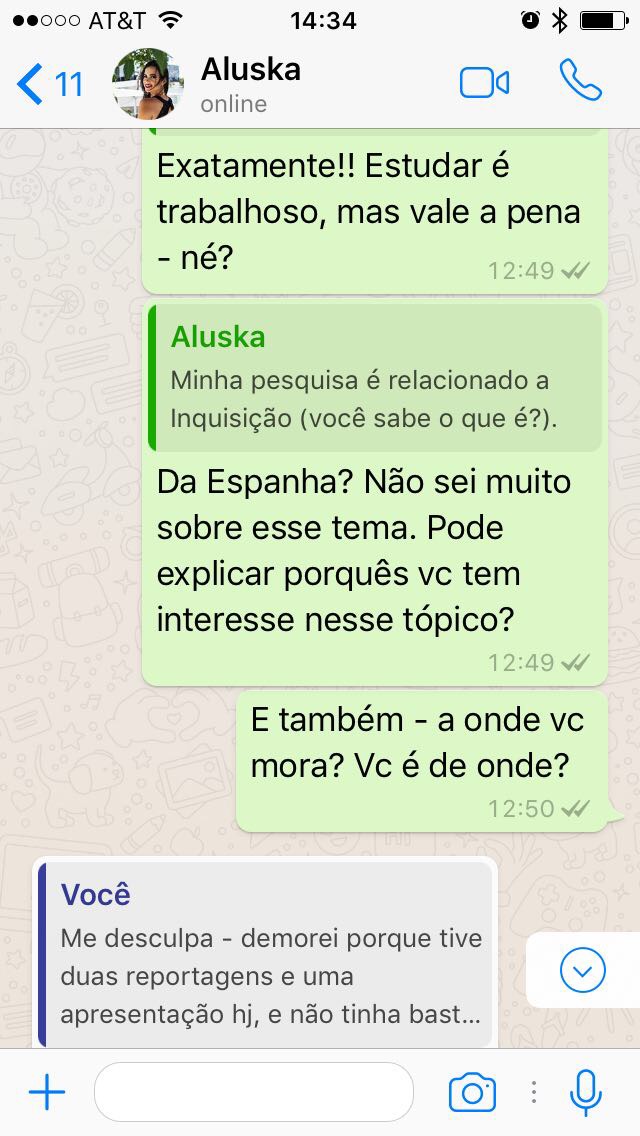 AT&T 14:34
11 Aluska
online
Exatamente!! Estudar é
trabalhoso, mas vale a pena
- né?
12:49
Aluska
Minha pesquisa é relacionado a
Inquisição (você sabe o que é?).
Da Espanha? Não sei muito
sobre esse tema. Pode
explicar porquês vc tem
interesse nesse tópico?
12:49
E também - a onde vc
mora? Vc é de onde?
12:50
Você
Me desculpa - demorei porque tive
duas reportagens e uma
apresentação hj, e não tinha bast...